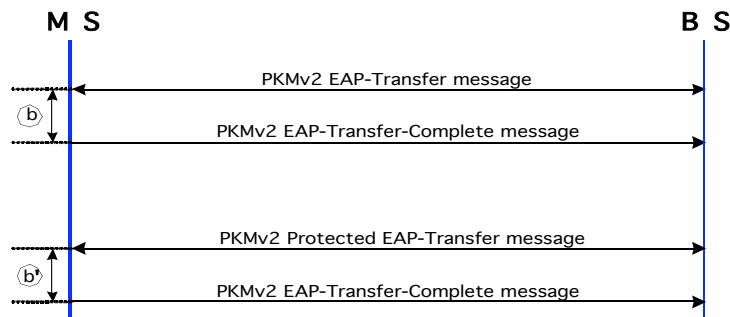 M S
B S
PKMv2 EAP-Transfer message
b
PKMv2 EAP-Transfer-Complete message
PKMv2 Protected EAP-Transfer message
b'
PKMv2 EAP-Transfer-Complete message